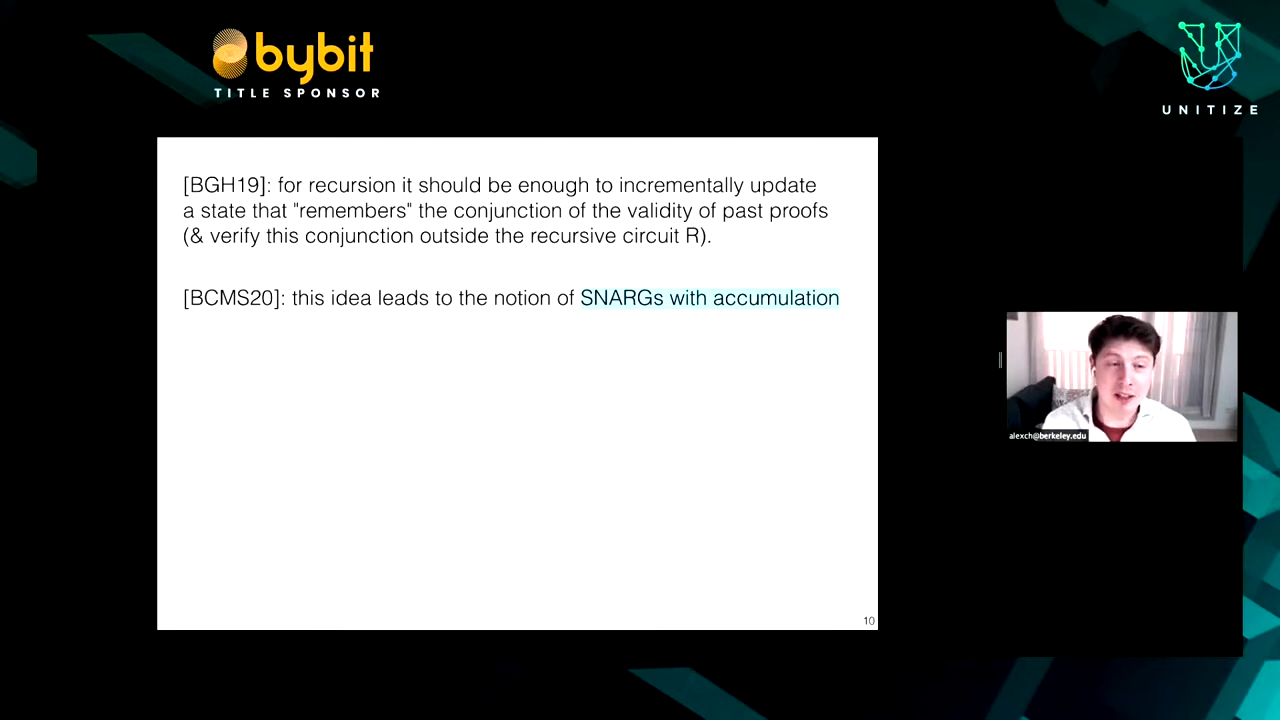 bybit
TITLE SPONSOR
UNITIZE
[BGH19]: for recursion it should be enough to incrementally update
a state that "remembers" the conjunction of the validity of past proofs
(& verify this conjunction outside the recursive circuit R).
[BCMS20]: this idea leads to the notion of SNARGs with accumulation
alexch@berkeley.edu
10